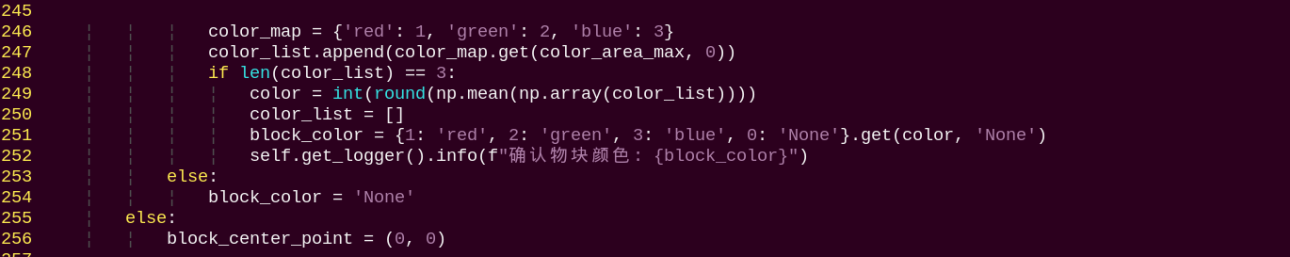 245
246 color_map = {'red': 1, 'green': 2, 'blue': 3}
247 color_list.append(color_map.get(color_area_max, 0))
248 if len(color_list) == 3:
249 color = int(round(np.mean(np.array(color_list))))
250 color_list = []
251 block_color = {1: 'red', 2: 'green', 3: 'blue', 0: 'None'}.get(color, 'None')
252 self.get_logger().info(f"确认物块颜色: {block_color}")
253 else:
254 block_color = 'None'
255 else:
256 block_center_point = (0, 0)
257